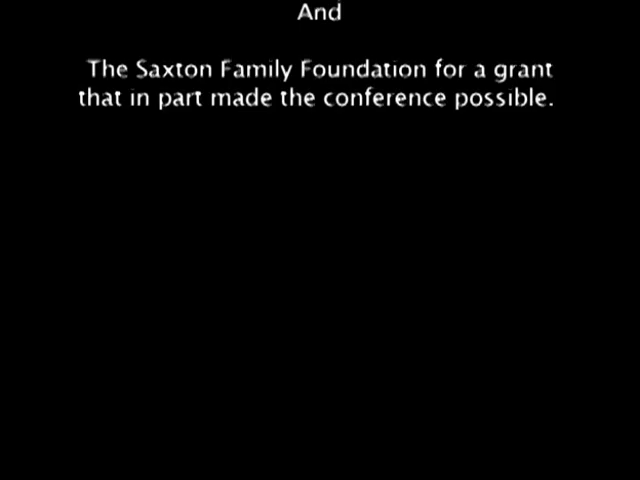 And
The Saxton Family Foundation for a grant
that in part made the conference possible.